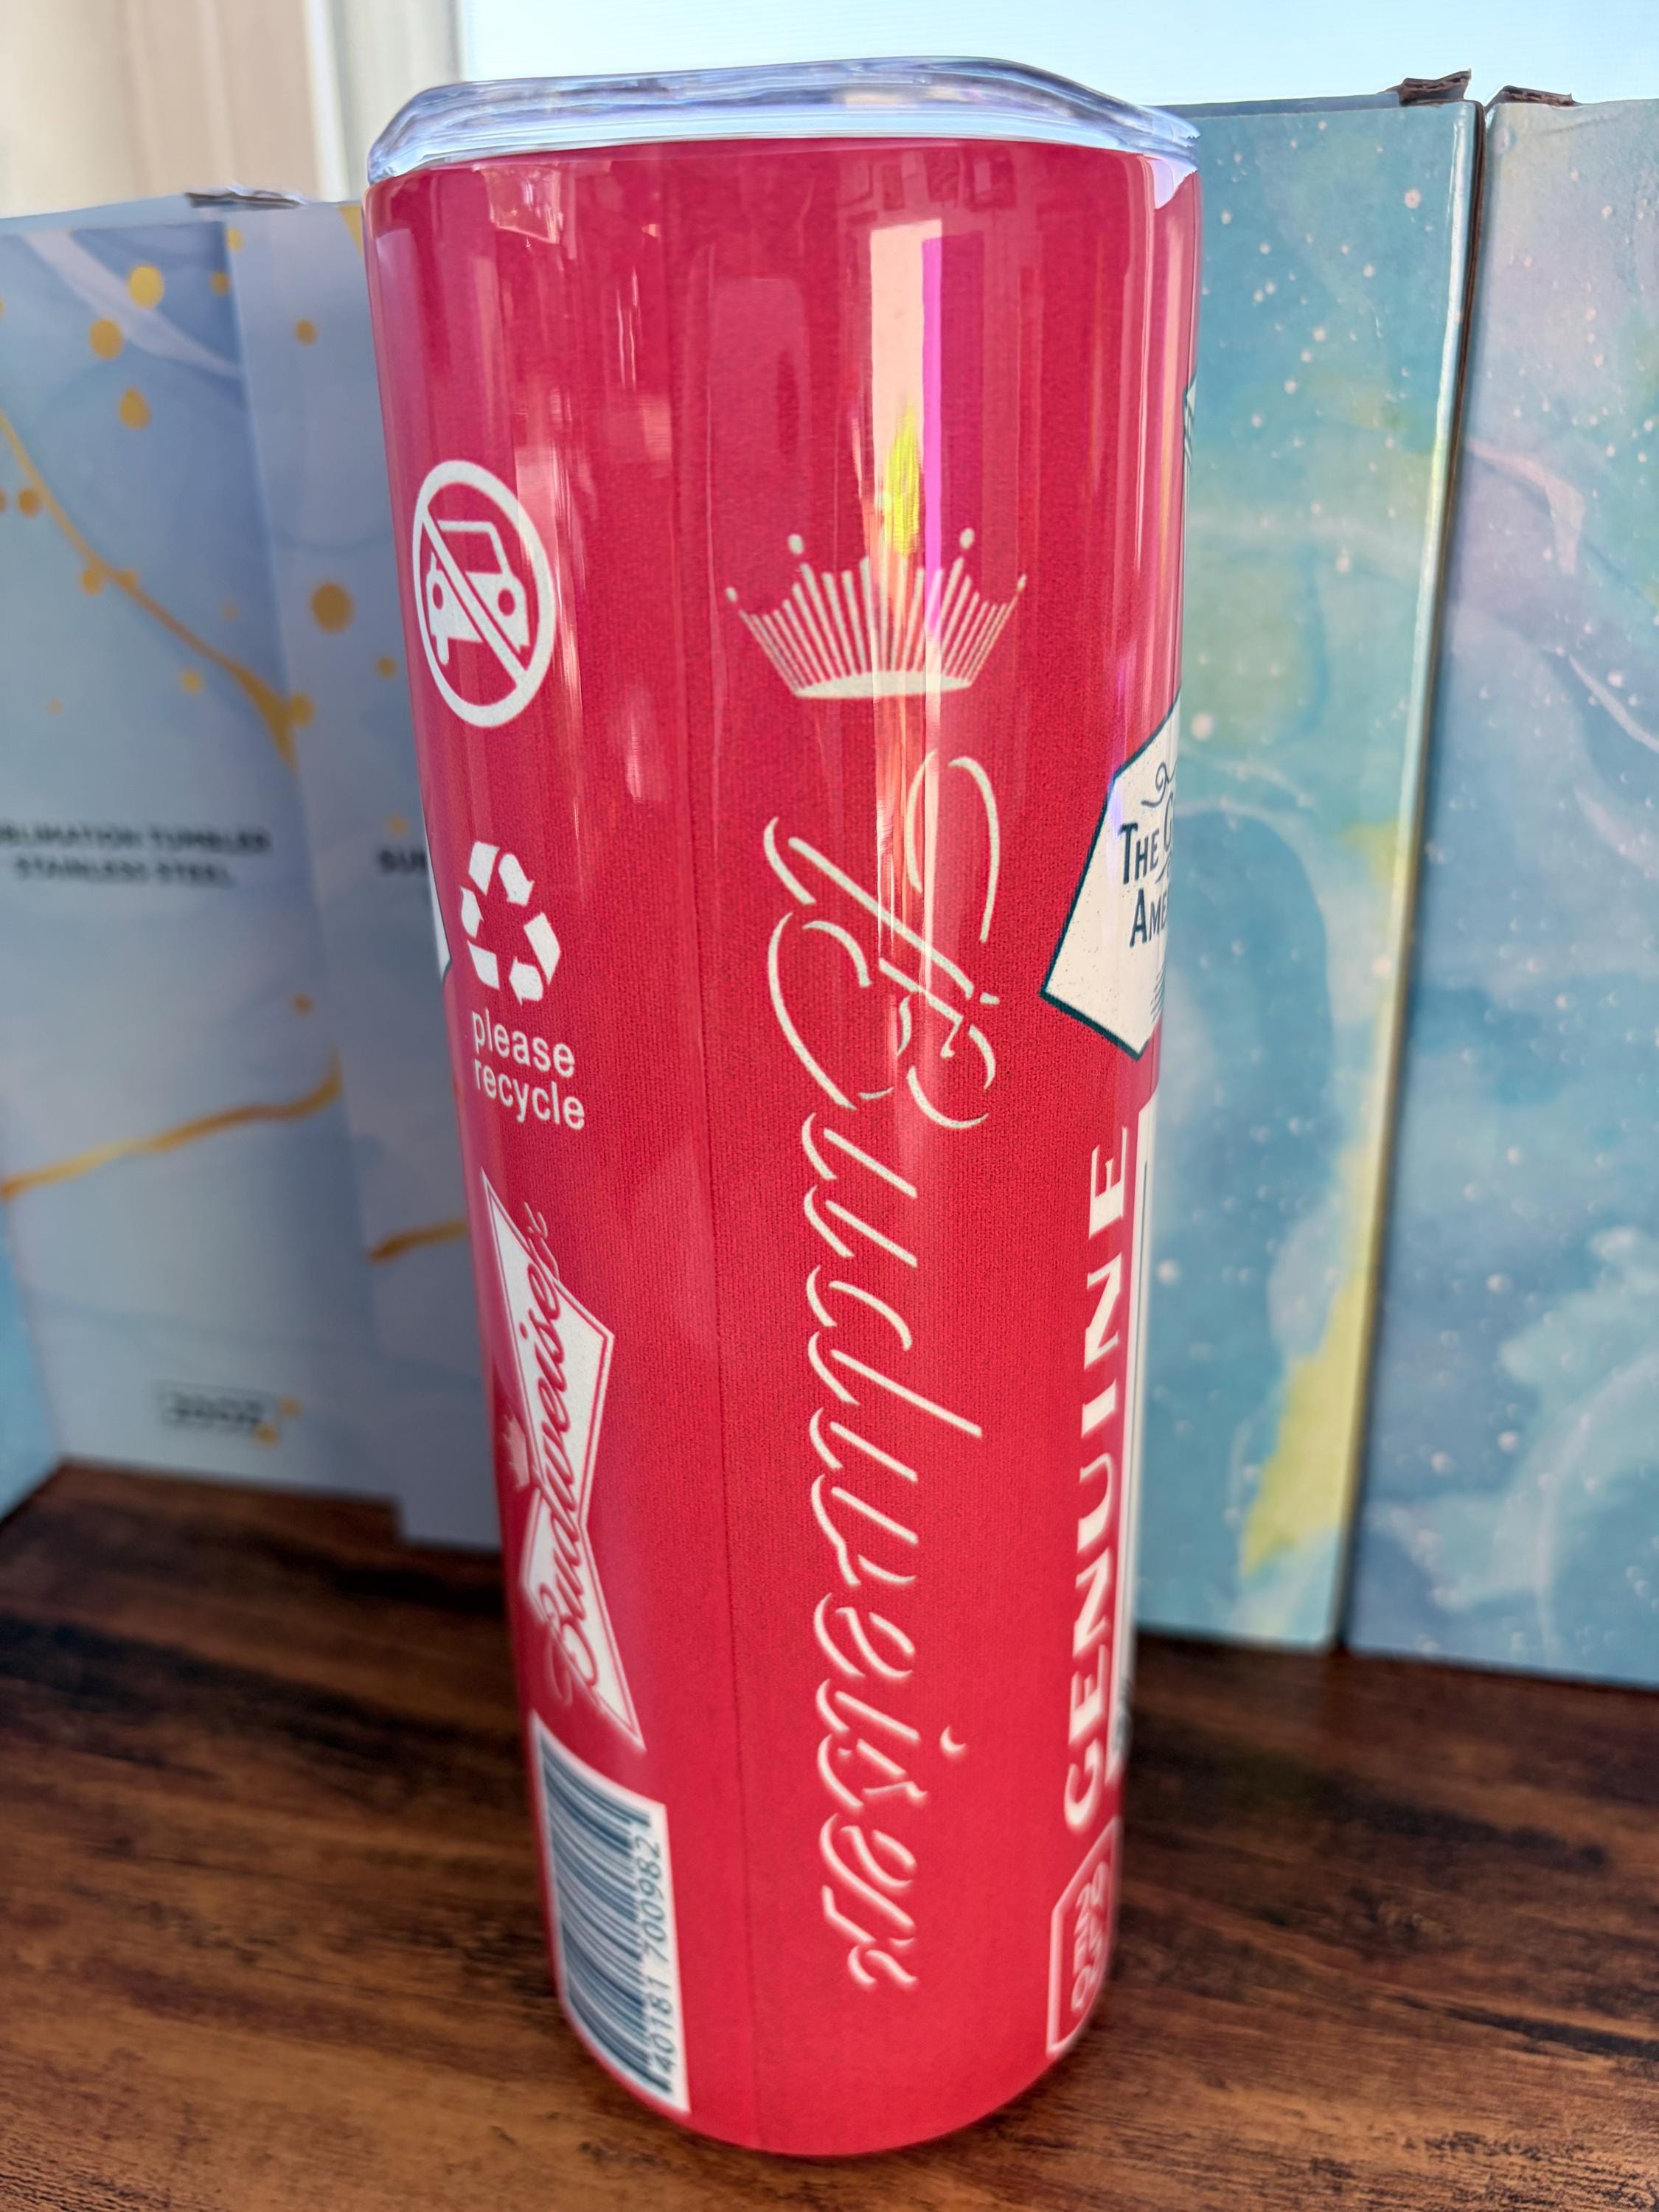 SUBLIMATION TUMBLER
STAINLESS STEEL
please
recycle
Budweiser
Budweiser
THE
AME
GENUINE
40181 700982